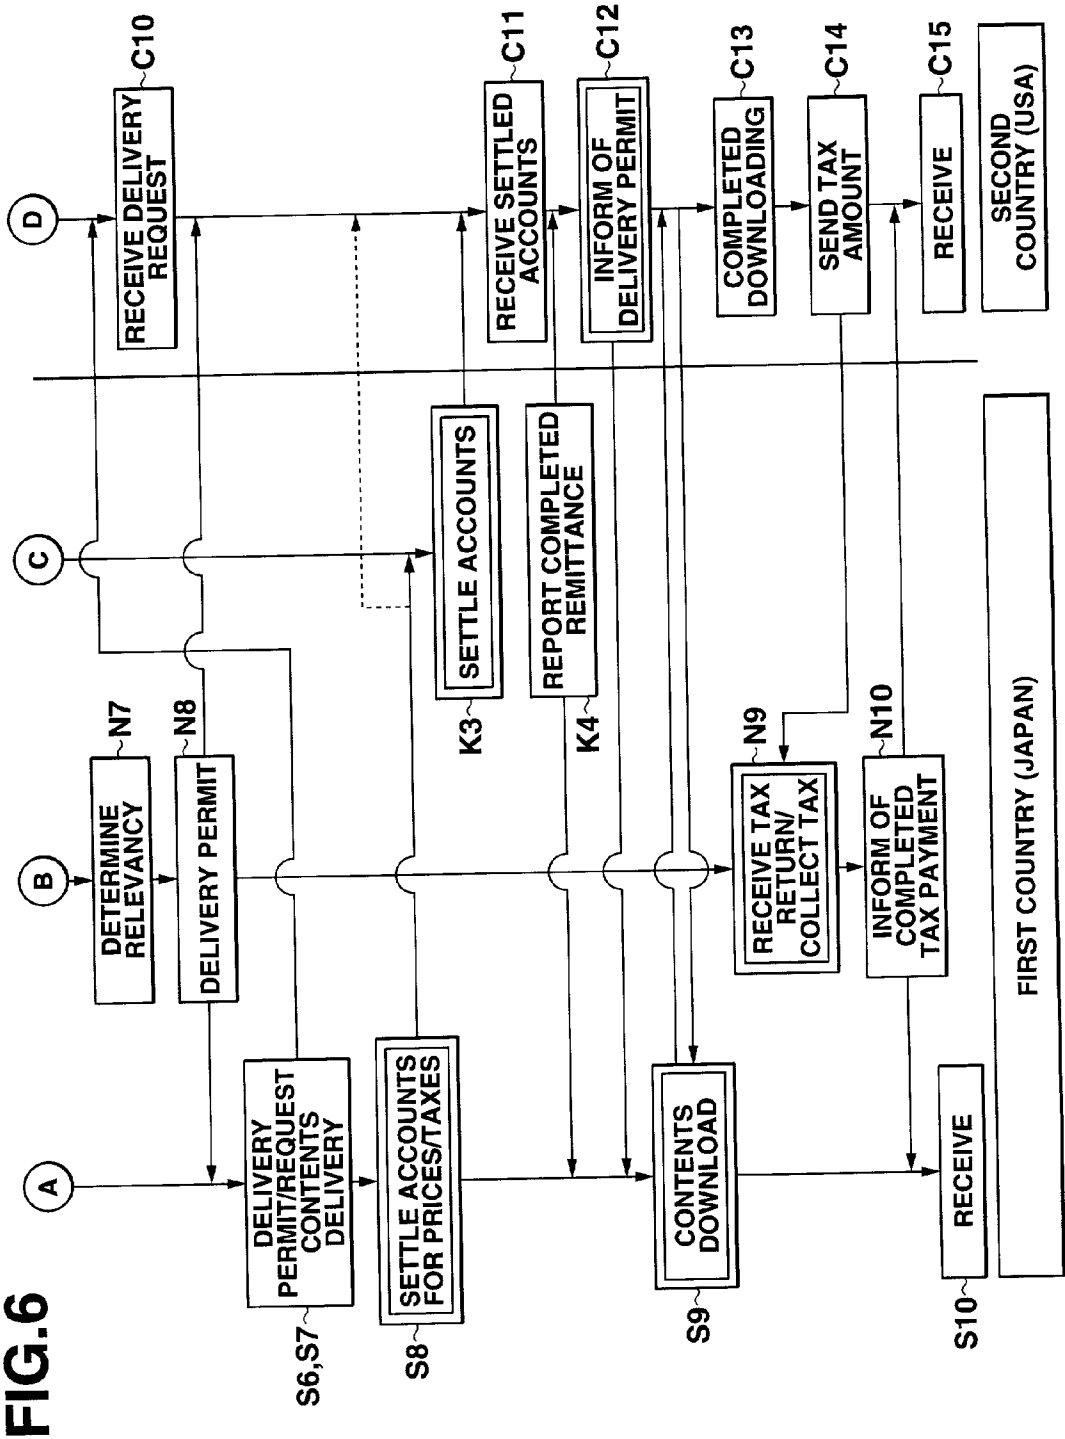 FIG.6
A
B
C
D
DETERMINE
RELEVANCY
N7
DELIVERY PERMIT
N8
RECEIVE DELIVERY
REQUEST
C10
DELIVERY
PERMIT/REQUEST
CONTENTS
DELIVERY
S6,S7
SETTLE ACCOUNTS
FOR PRICES/TAXES
S8
SETTLE ACCOUNTS
K3
RECEIVE SETTLED
ACCOUNTS
C11
REPORT COMPLETED
REMITTANCE
K4
INFORM OF
DELIVERY PERMIT
C12
CONTENTS
DOWNLOAD
S9
COMPLETED
DOWNLOADING
C13
RECEIVE TAX
RETURN/
COLLECT TAX
N9
SEND TAX
AMOUNT
C14
INFORM OF
COMPLETED
TAX PAYMENT
N10
RECEIVE
S10
RECEIVE
C15
FIRST COUNTRY (JAPAN)
SECOND
COUNTRY (USA)